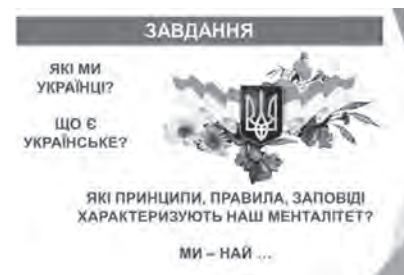 ЗАВДАННЯ
ЯКІ МИ
УКРАЇНЦІ?
ЩО Є
УКРАЇНСЬКЕ?
ЯКІ ПРИНЦИПИ, ПРАВИЛА, ЗАПОВІДІ
ХАРАКТЕРИЗУЮТЬ НАШ МЕНТАЛІТЕТ?
МИ – НАЙ ...